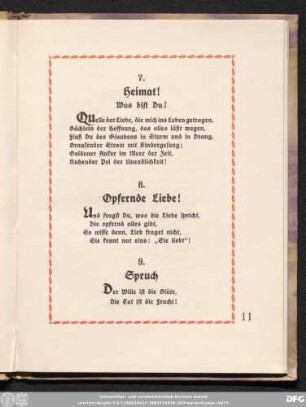 7.
Heimat!
Was bist Du?
Quelle der Liebe, die mich ins Leben getragen,
Bächlein der Hoffnung, das alles läßt wagen,
Fluß Du des Glaubens in Sturm und in Drang,
Brausender Strom mit Kindergesang;
Goldener Anker im Meer der Zeit,
Ruhender Pol der Unendlichkeit!
8.
Opfernde Liebe!
Und fragst Du, was die Liebe spricht,
Die opfernd alles gibt,
So wisse denn, Lieb fraget nicht,
Sie kennt nur eins: „Sie liebt“!
9.
Spruch
Der Wille ist die Blüte,
Die Tat ist die Frucht!
11
DFG